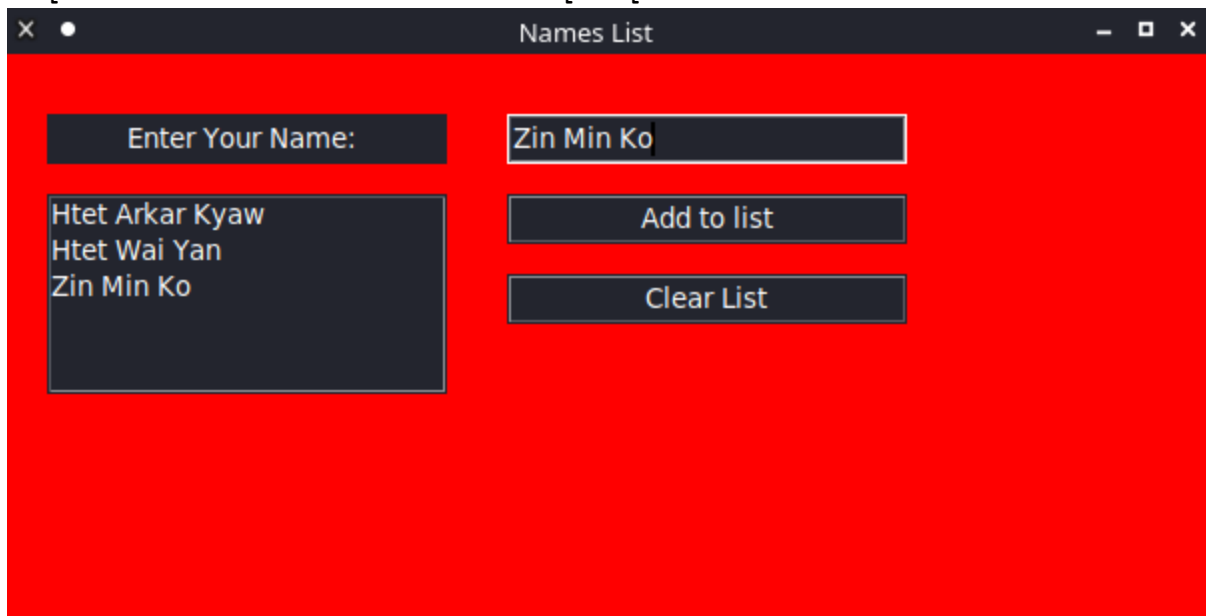 Names List
Enter Your Name:
Zin Min Ko
Htet Arkar Kyaw
Htet Wai Yan
Zin Min Ko
Add to list
Clear List